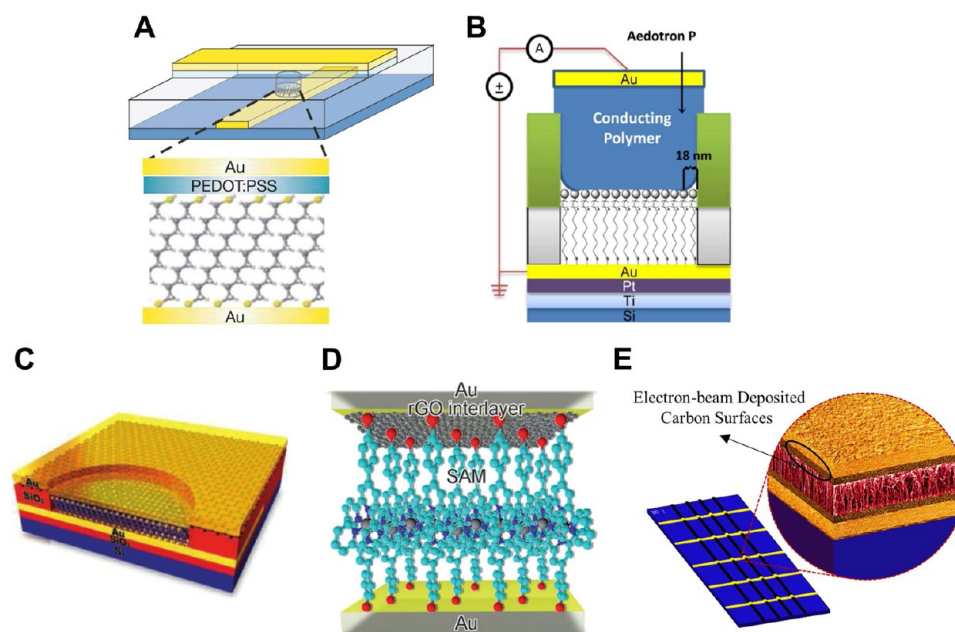 A
Au
PEDOT:PSS
Au
B
A
±
Aedotron P
Au
Conducting
Polymer
18 nm
Au
Pt
Ti
Si
C
Au
SiO₂
Au
SiO₂
Si
D
Au
rGO interlayer
SAM
Au
E
Electron-beam Deposited
Carbon Surfaces